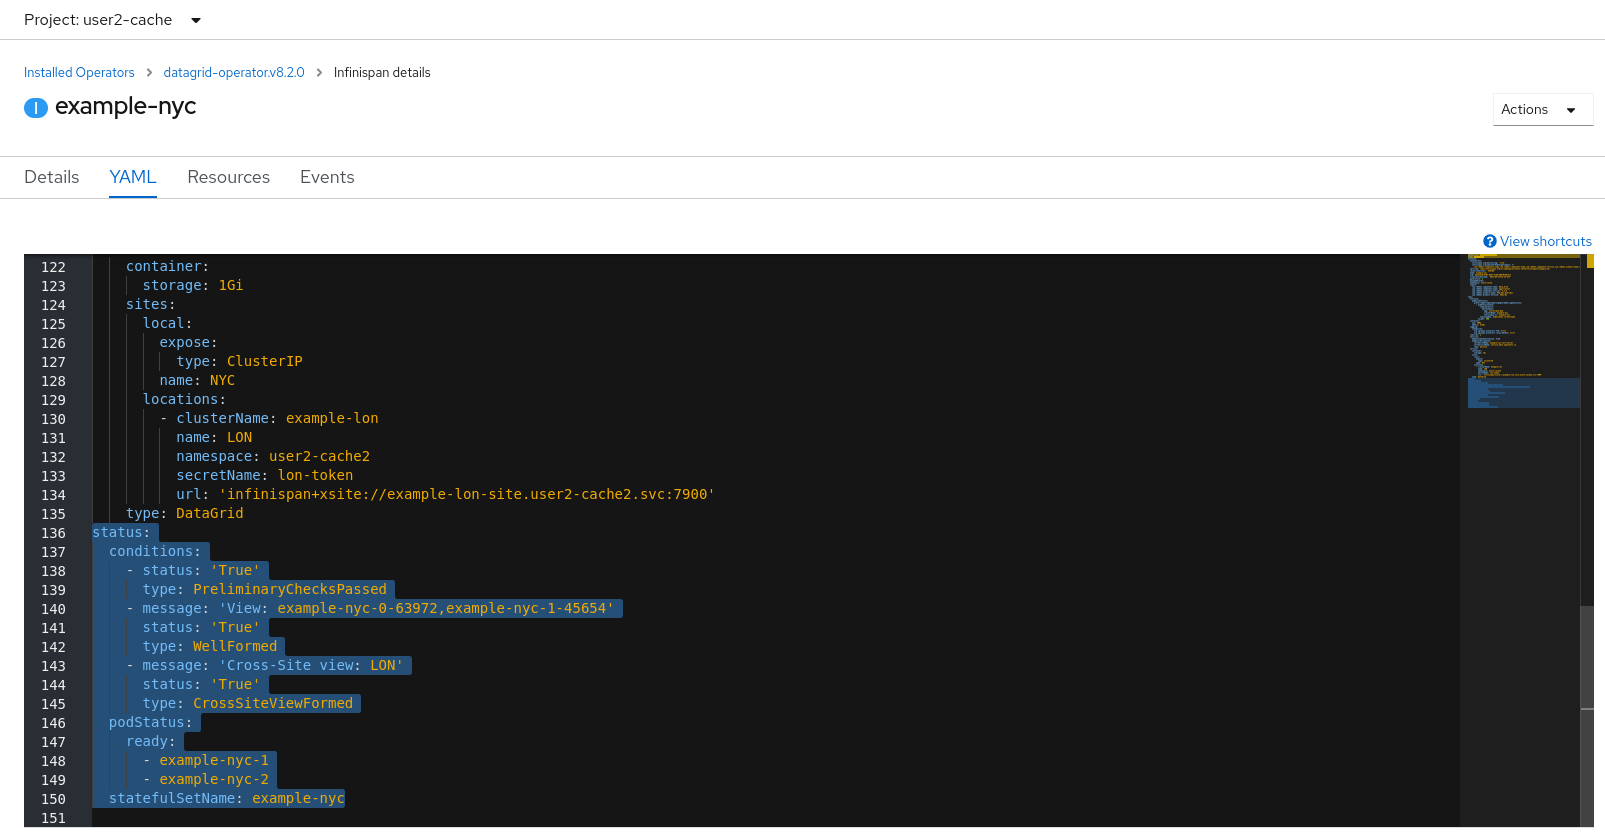 Project: user2-cache
Installed Operators > datagrid-operator.v8.2.0 > Infinispan details
I example-nyc
Actions
Details YAML Resources Events
? View shortcuts
122 container:
123 storage: 1Gi
124 sites:
125 local:
126 expose:
127 type: ClusterIP
128 name: NYC
129 locations:
130 - clusterName: example-lon
131 name: LON
132 namespace: user2-cache2
133 secretName: lon-token
134 url: 'infinispan+xsite://example-lon-site.user2-cache2.svc:7900'
135 type: DataGrid
136 status:
137 conditions:
138 - status: 'True'
139 type: PreliminaryChecksPassed
140 - message: 'View: example-nyc-0-63972,example-nyc-1-45654'
141 status: 'True'
142 type: WellFormed
143 - message: 'Cross-Site view: LON'
144 status: 'True'
145 type: CrossSiteViewFormed
146 podStatus:
147 ready:
148 - example-nyc-1
149 - example-nyc-2
150 statefulSetName: example-nyc
151